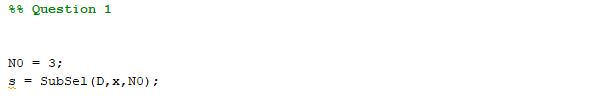 %% Question 1
N0 = 3;
s = SubSel(D,x,N0);